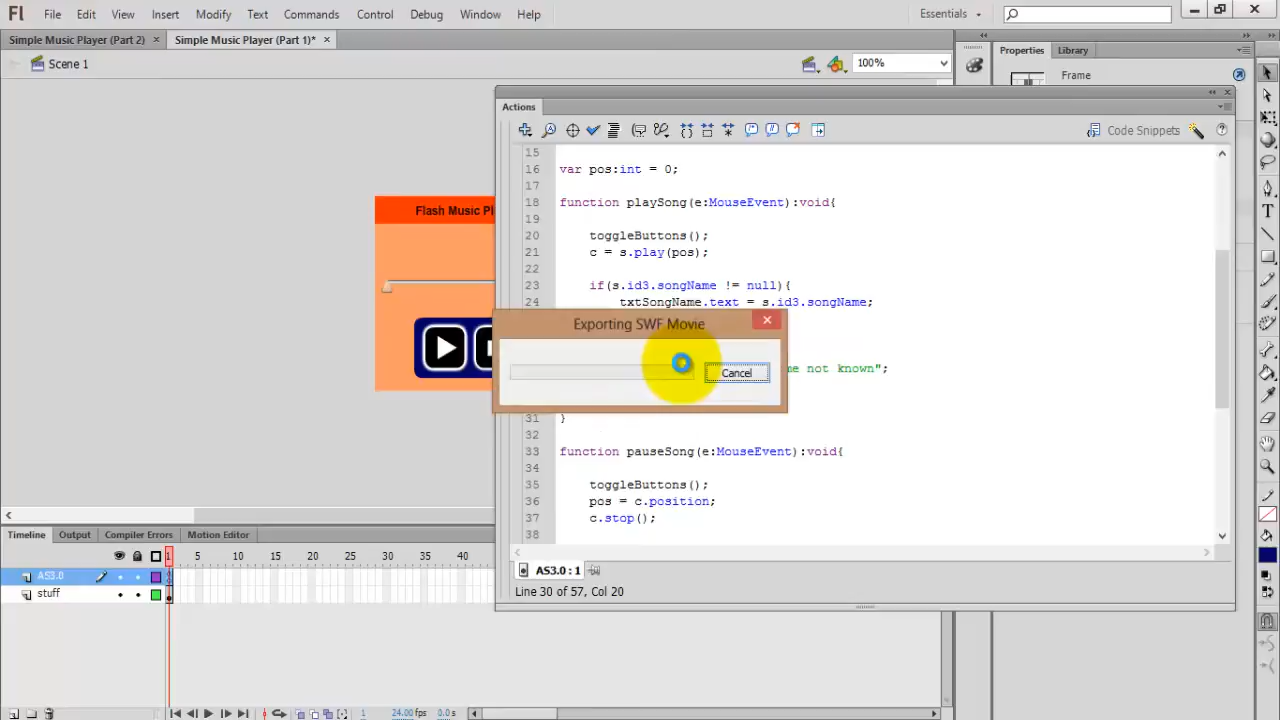 Fl File Edit View Insert Modify Text Commands Control Debug Window Help Essentials
Simple Music Player (Part 2) × Simple Music Player (Part 1)* ×
Scene 1 100%
Properties Library
Frame
Actions
Code Snippets
15
16 var pos:int = 0;
17
18 function playSong(e:MouseEvent):void{
19
20 toggleButtons();
21 c = s.play(pos);
22
23 if(s.id3.songName != null){
24 txtSongName.text = s.id3.songName;
Flash Music Pl
Exporting SWF Movie
Cancel
me not known";
31 }
32
33 function pauseSong(e:MouseEvent):void{
34
35 toggleButtons();
36 pos = c.position;
37 c.stop();
38
AS3.0 : 1
Line 30 of 57, Col 20
Timeline Output Compiler Errors Motion Editor
1 5 10 15 20 25 30 35 40
AS3.0
stuff
1 24.00 fps 0.0 s